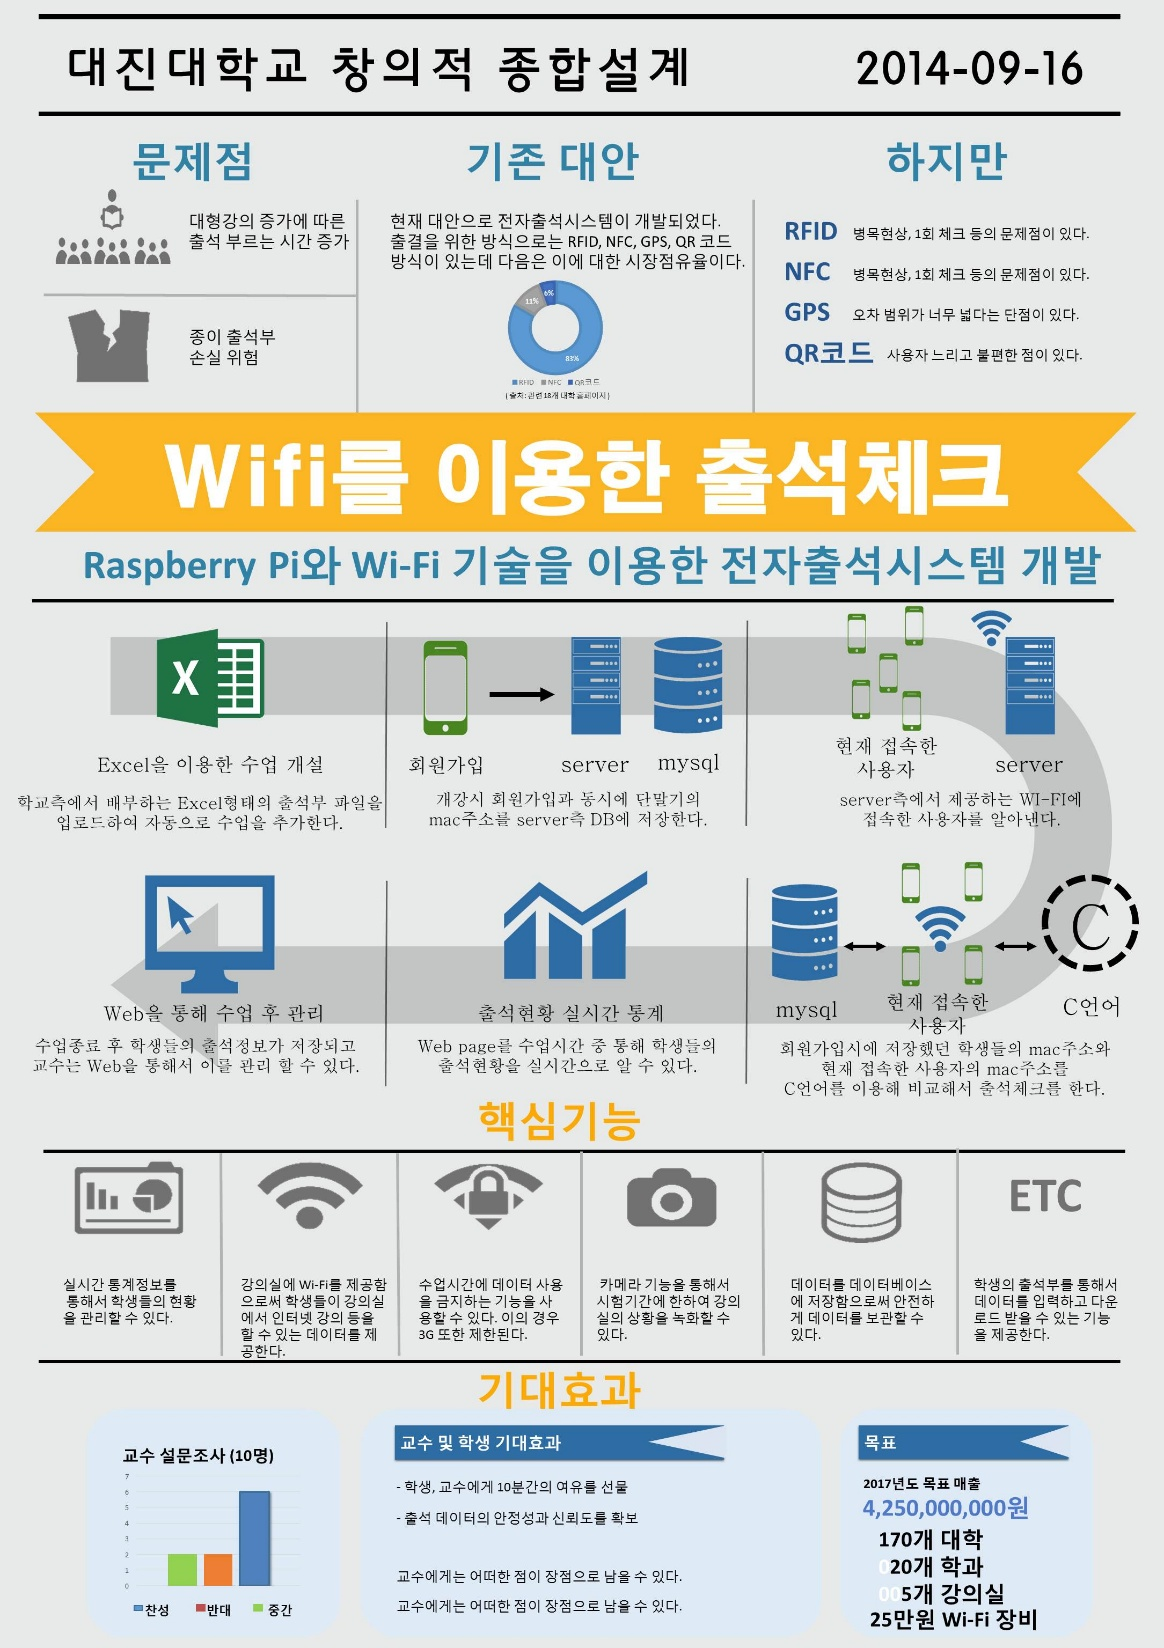 대진대학교 창의적 종합설계
2014-09-16
문제점
대형강의 증가에 따른
출석 부르는 시간 증가
종이 출석부
손실 위험
기존 대안
현재 대안으로 전자출석시스템이 개발되었다.
출결을 위한 방식으로는 RFID, NFC, GPS, QR 코드
방식이 있는데 다음은 이에 대한 시장점유율이다.
6%
11%
83%
RFID NFC QR코드
( 출처: 관련 18개 대학 홈페이지 )
하지만
RFID 병목현상, 1회 체크 등의 문제점이 있다.
NFC 병목현상, 1회 체크 등의 문제점이 있다.
GPS 오차 범위가 너무 넓다는 단점이 있다.
QR코드 사용자 느리고 불편한 점이 있다.
Wifi를 이용한 출석체크
Raspberry Pi와 Wi-Fi 기술을 이용한 전자출석시스템 개발
X
Excel을 이용한 수업 개설
학교측에서 배부하는 Excel형태의 출석부 파일을
업로드하여 자동으로 수업을 추가한다.
회원가입
server
mysql
개강시 회원가입과 동시에 단말기의
mac주소를 server측 DB에 저장한다.
현재 접속한
사용자
server
server측에서 제공하는 WI-FI에
접속한 사용자를 알아낸다.
Web을 통해 수업 후 관리
수업종료 후 학생들의 출석정보가 저장되고
교수는 Web을 통해서 이를 관리 할 수 있다.
출석현황 실시간 통계
Web page를 수업시간 중 통해 학생들의
출석현황을 실시간으로 알 수 있다.
C
mysql
현재 접속한
사용자
C언어
회원가입시에 저장했던 학생들의 mac주소와
현재 접속한 사용자의 mac주소를
C언어를 이용해 비교해서 출석체크를 한다.
핵심기능
실시간 통계정보를
통해서 학생들의 현황
을 관리할 수 있다.
강의실에 Wi-Fi를 제공함
으로써 학생들이 강의실
에서 인터넷 강의 등을
할 수 있는 데이터를 제
공한다.
수업시간에 데이터 사용
을 금지하는 기능을 사
용할 수 있다. 이의 경우
3G 또한 제한된다.
카메라 기능을 통해서
시험기간에 한하여 강의
실의 상황을 녹화할 수
있다.
데이터를 데이터베이스
에 저장함으로써 안전하
게 데이터를 보관할 수
있다.
ETC
학생의 출석부를 통해서
데이터를 입력하고 다운
로드 받을 수 있는 기능
을 제공한다.
기대효과
교수 설문조사 (10명)
7
6
5
4
3
2
1
0
찬성 반대 중간
교수 및 학생 기대효과
- 학생, 교수에게 10분간의 여유를 선물
- 출석 데이터의 안정성과 신뢰도를 확보
교수에게는 어떠한 점이 장점으로 남을 수 있다.
교수에게는 어떠한 점이 장점으로 남을 수 있다.
목표
2017년도 목표 매출
4,250,000,000원
170개 대학
020개 학과
005개 강의실
25만원 Wi-Fi 장비